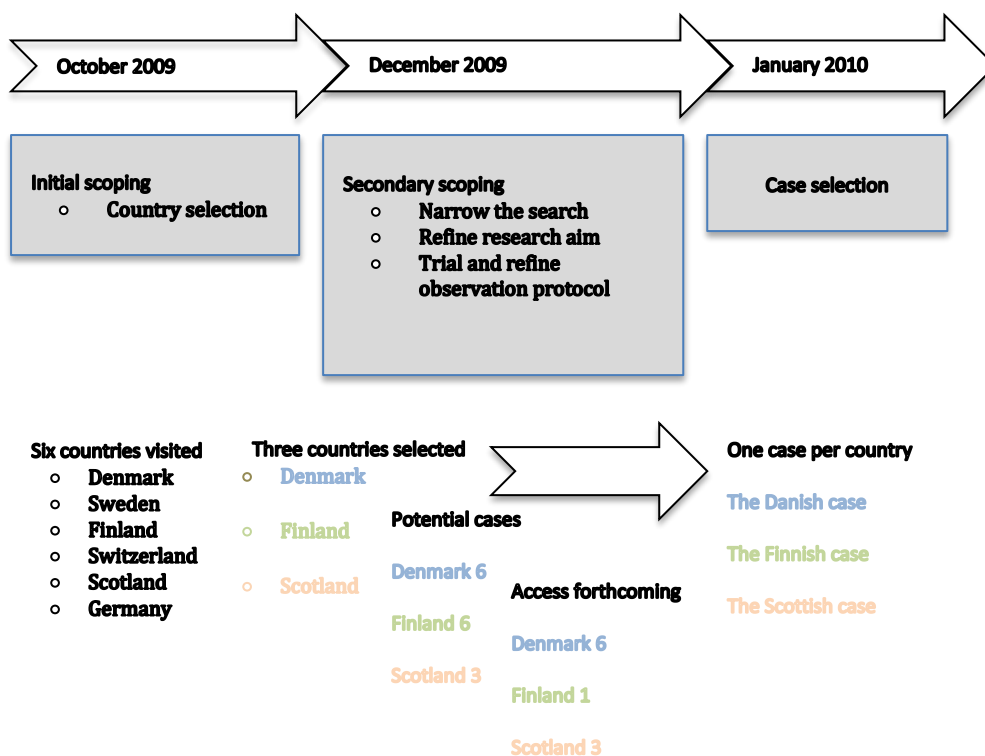 October 2009
December 2009
January 2010
Initial scoping
o Country selection
Secondary scoping
o Narrow the search
o Refine research aim
o Trial and refine
observation protocol
Case selection
Six countries visited
o Denmark
o Sweden
o Finland
o Switzerland
o Scotland
o Germany
Three countries selected
o Denmark
o Finland
o Scotland
Potential cases
Denmark 6
Finland 6
Scotland 3
Access forthcoming
Denmark 6
Finland 1
Scotland 3
One case per country
The Danish case
The Finnish case
The Scottish case